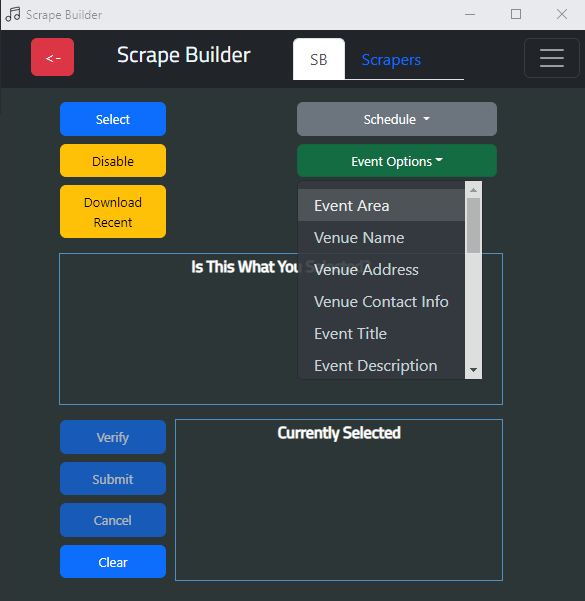 Scrape Builder
<-
Scrape Builder
SB
Scrapers
Select
Schedule
Disable
Event Options
Download
Recent
Event Area
Venue Name
Venue Address
Venue Contact Info
Event Title
Event Description
Is This What You Selected?
Verify
Submit
Cancel
Clear
Currently Selected